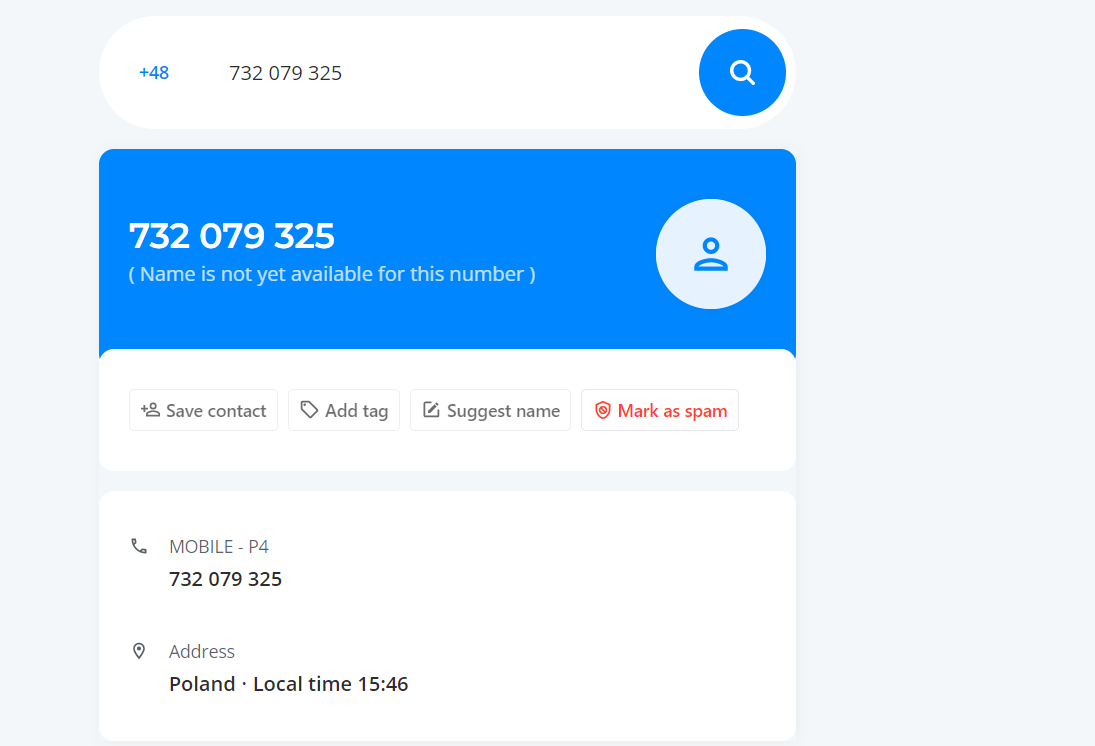 +48 732 079 325
732 079 325
( Name is not yet available for this number )
Save contact Add tag Suggest name Mark as spam
MOBILE - P4
732 079 325
Address
Poland · Local time 15:46